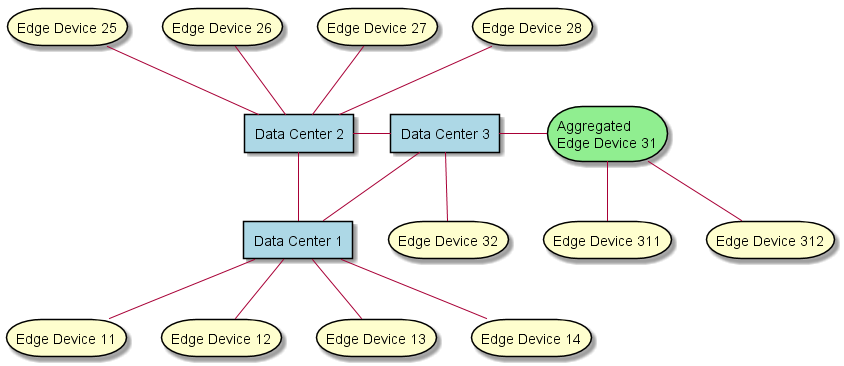 Edge Device 25
Edge Device 26
Edge Device 27
Edge Device 28
Data Center 2
Data Center 3
Aggregated
Edge Device 31
Data Center 1
Edge Device 32
Edge Device 311
Edge Device 312
Edge Device 11
Edge Device 12
Edge Device 13
Edge Device 14